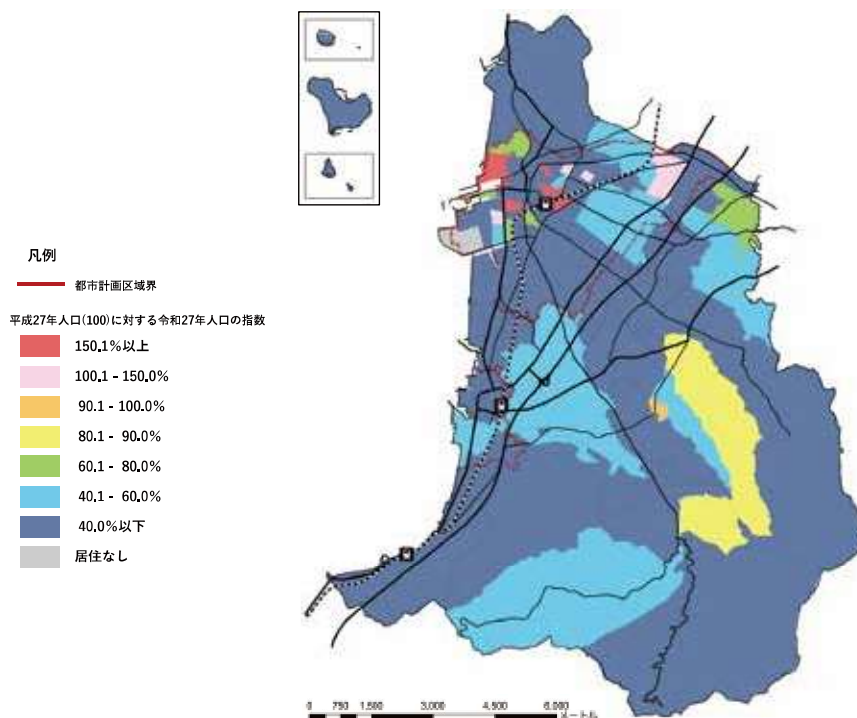 凡例
都市計画区域界
平成27年人口(100)に対する令和27年人口の指数
150.1%以上
100.1 - 150.0%
90.1 - 100.0%
80.1 - 90.0%
60.1 - 80.0%
40.1 - 60.0%
40.0%以下
居住なし
0 750 1,500 3,000 4,500 6,000
メートル